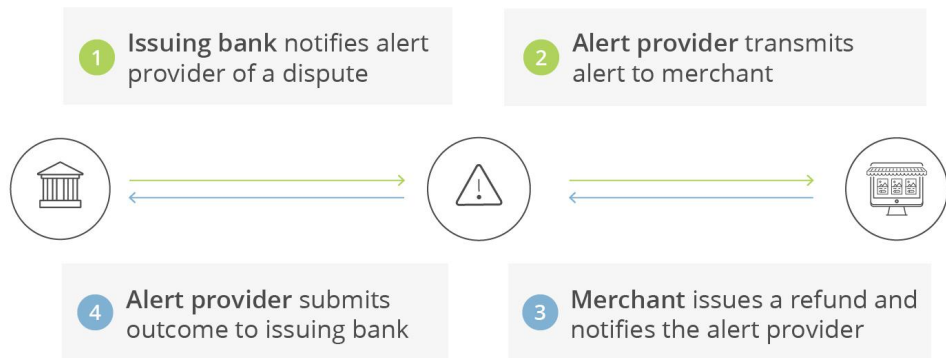 1
Issuing bank notifies alert
provider of a dispute
2
Alert provider transmits
alert to merchant
4
Alert provider submits
outcome to issuing bank
3
Merchant issues a refund and
notifies the alert provider